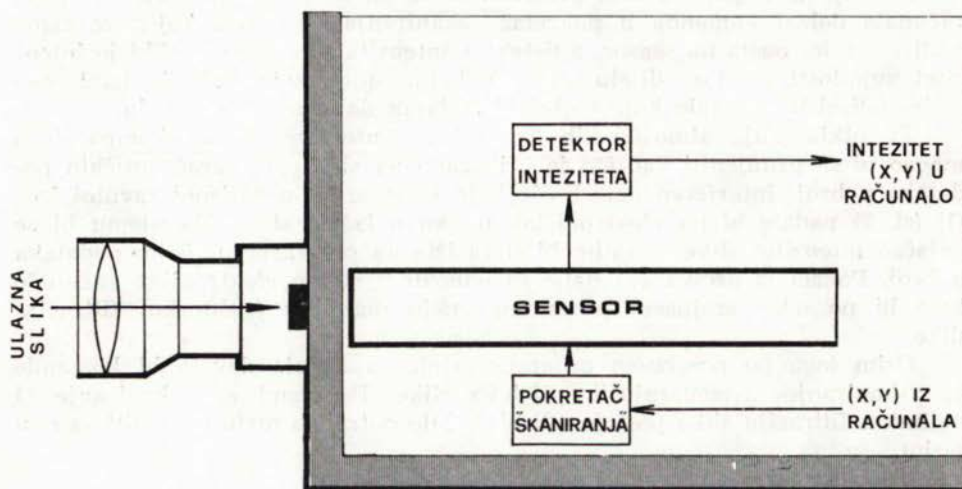 ULAZNA
SLIKA
DETEKTOR
INTEZITETA
INTEZITET
(X, Y) U
RAČUNALO
SENSOR
POKRETAČ
ŠKANIRANJA
(X,Y) IZ
RAČUNALA